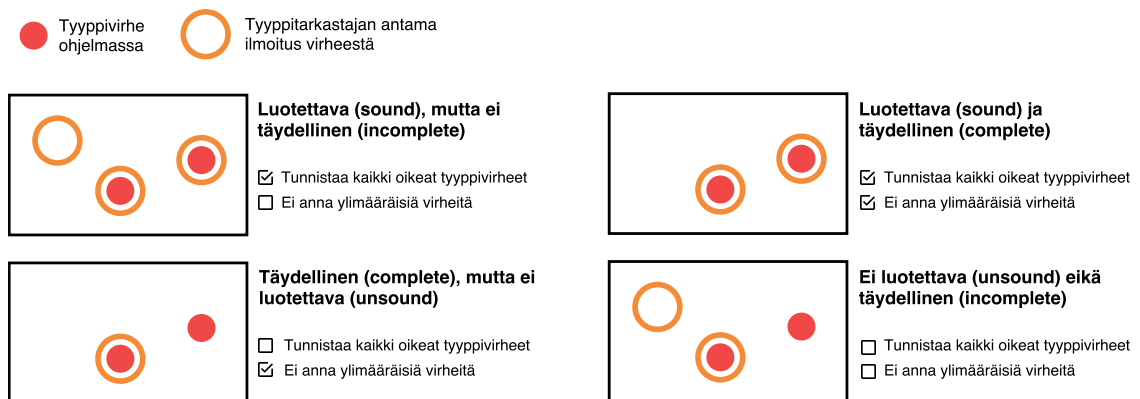 Tyyppivirhe
ohjelmassa
Tyyppitarkastajan antama
ilmoitus virheestä
Luotettava (sound), mutta ei
täydellinen (incomplete)
Tunnistaa kaikki oikeat tyyppivirheet
Ei anna ylimääräisiä virheitä
Luotettava (sound) ja
täydellinen (complete)
Tunnistaa kaikki oikeat tyyppivirheet
Ei anna ylimääräisiä virheitä
Täydellinen (complete), mutta ei
luotettava (unsound)
Tunnistaa kaikki oikeat tyyppivirheet
Ei anna ylimääräisiä virheitä
Ei luotettava (unsound) eikä
täydellinen (incomplete)
Tunnistaa kaikki oikeat tyyppivirheet
Ei anna ylimääräisiä virheitä